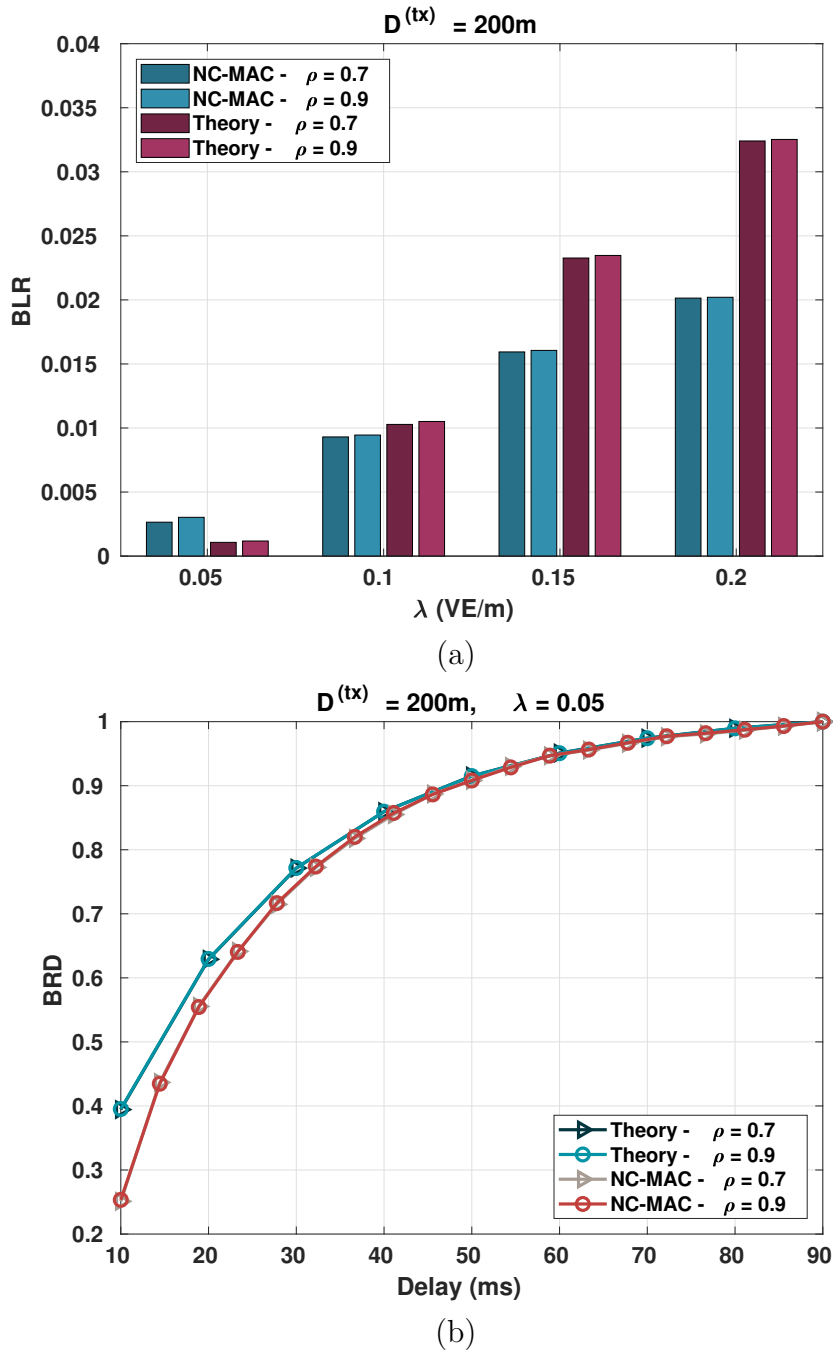 D(tx) = 200m
0.04
0.035
0.03
0.025
0.02
0.015
0.01
0.005
0
BLR
NC-MAC - ρ = 0.7
NC-MAC - ρ = 0.9
Theory - ρ = 0.7
Theory - ρ = 0.9
0.05 0.1 0.15 0.2
λ (VE/m)
(a)
D(tx) = 200m, λ = 0.05
1
0.9
0.8
0.7
0.6
0.5
0.4
0.3
0.2
BRD
Theory - ρ = 0.7
Theory - ρ = 0.9
NC-MAC - ρ = 0.7
NC-MAC - ρ = 0.9
10 20 30 40 50 60 70 80 90
Delay (ms)
(b)